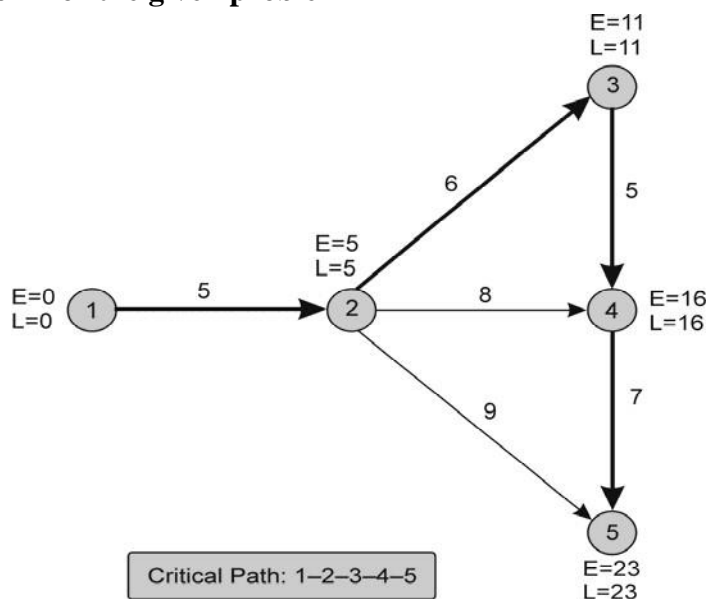 E=11
L=11
3
6
5
E=5
L=5
E=0
L=0
1
5
2
8
4
E=16
L=16
9
7
5
Critical Path: 1–2–3–4–5
E=23
L=23